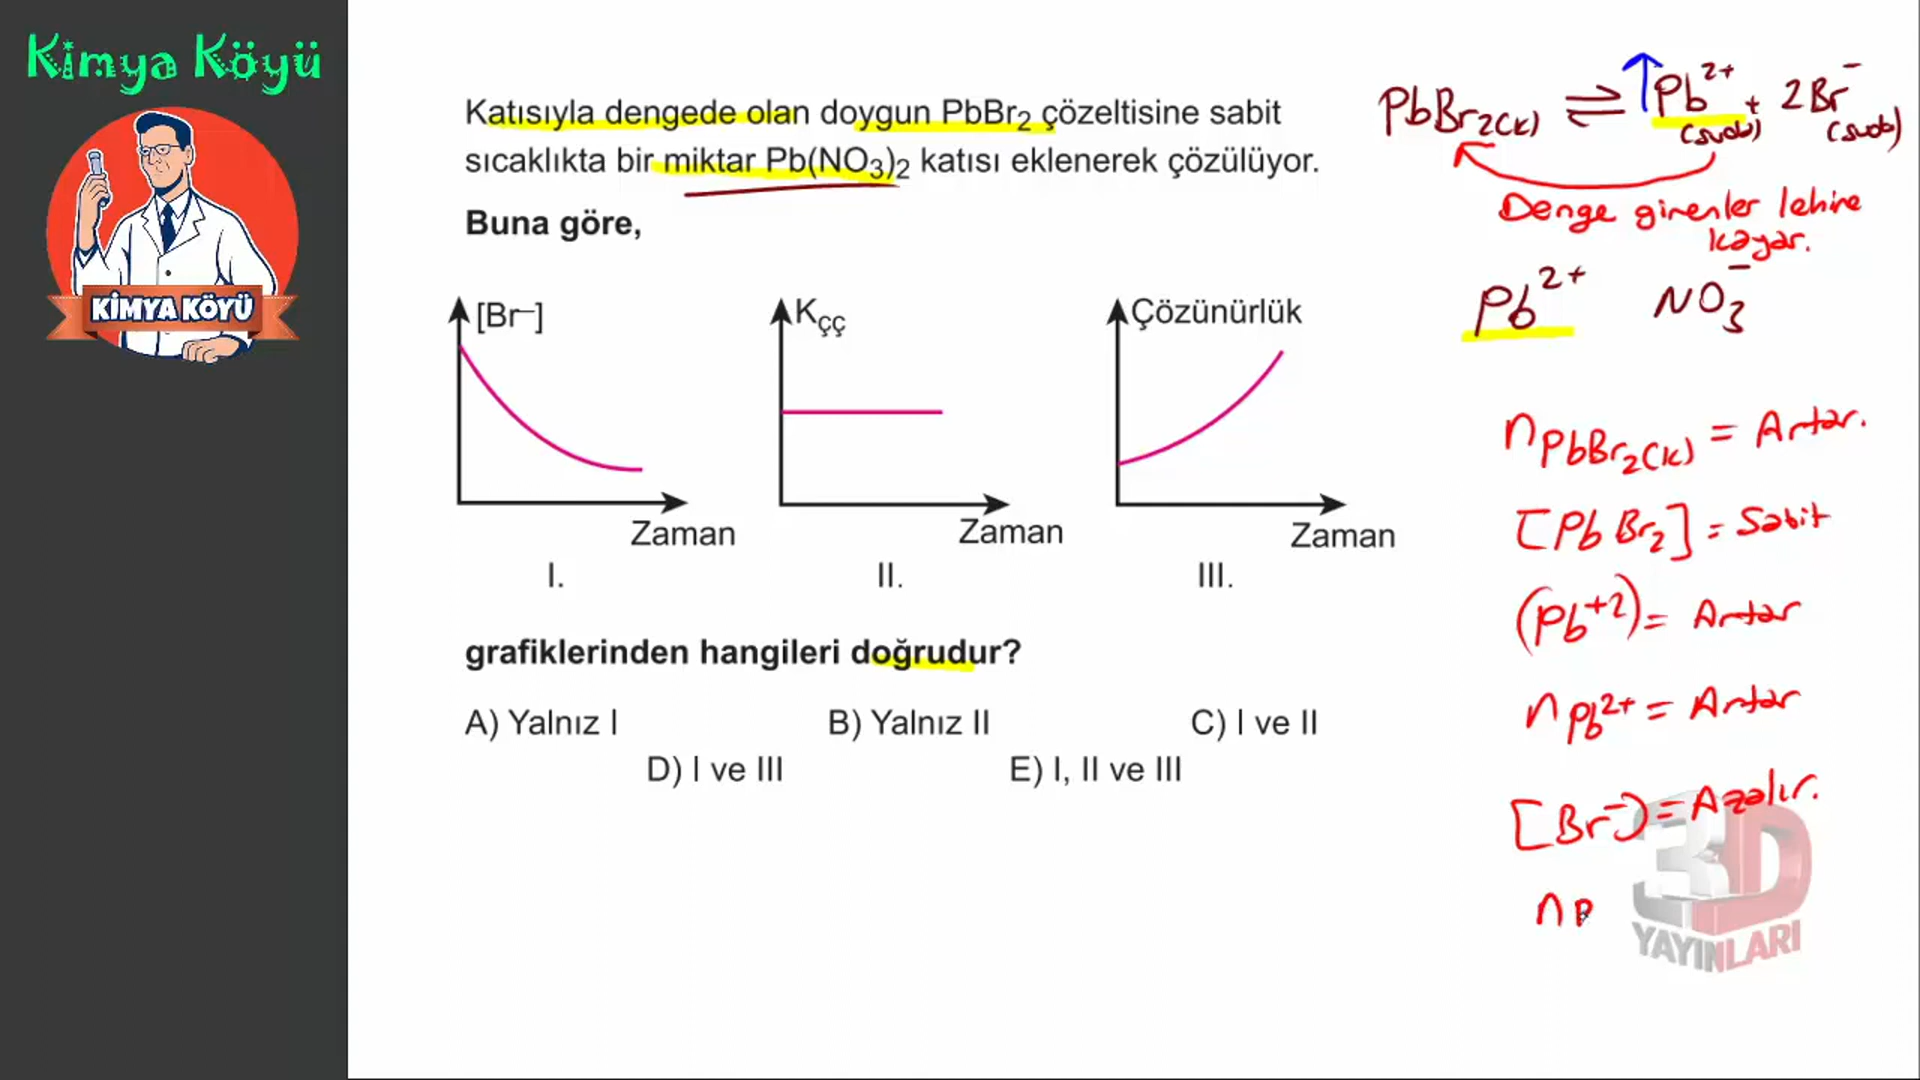 Kimya Köyü
KİMYA KÖYÜ
Katısıyla dengede olan doygun PbBr₂ çözeltisine sabit
sıcaklıkta bir miktar Pb(NO₃)₂ katısı eklenerek çözülüyor.
Buna göre,
[Br⁻]
Zaman
I.
Kçç
Zaman
II.
Çözünürlük
Zaman
III.
grafiklerinden hangileri doğrudur?
A) Yalnız I
B) Yalnız II
C) I ve II
D) I ve III
E) I, II ve III
PbBr₂(k) ⇌ ↑Pb²⁺(suda) + 2Br⁻(suda)
Denge girenler lehine
kayar.
Pb²⁺ NO₃⁻
nPbBr₂(k) = Artar.
[PbBr₂] = Sabit
(Pb⁺²) = Artar
nPb²⁺ = Artar
[Br⁻) = Azalır.
n B
3D
YAYINLARI